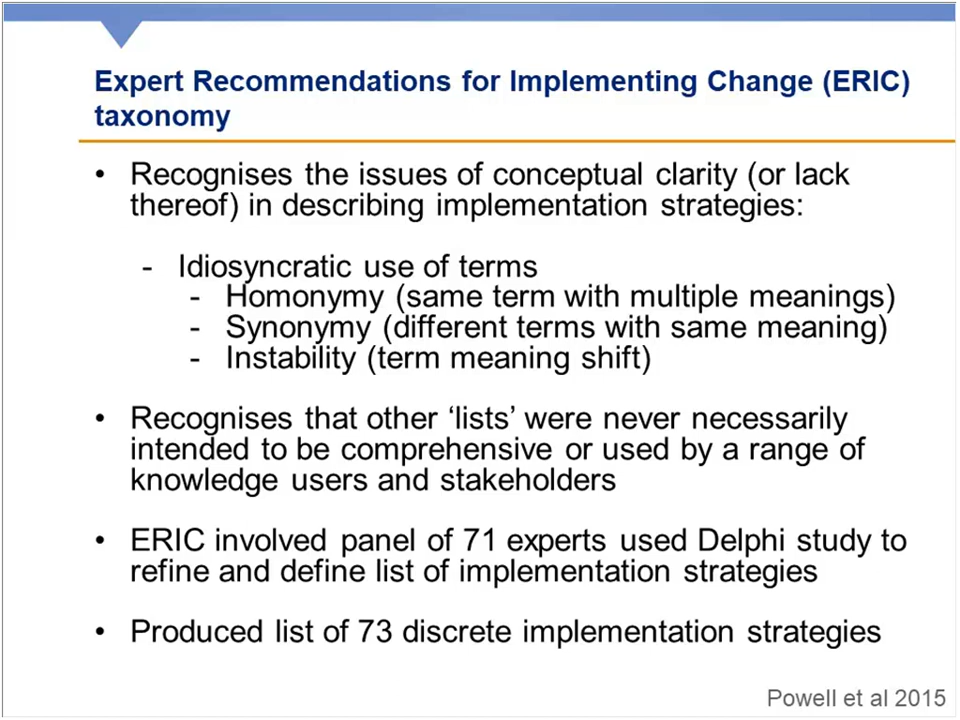 Expert Recommendations for Implementing Change (ERIC)
taxonomy
• Recognises the issues of conceptual clarity (or lack
thereof) in describing implementation strategies:
- Idiosyncratic use of terms
- Homonymy (same term with multiple meanings)
- Synonymy (different terms with same meaning)
- Instability (term meaning shift)
• Recognises that other ‘lists’ were never necessarily
intended to be comprehensive or used by a range of
knowledge users and stakeholders
• ERIC involved panel of 71 experts used Delphi study to
refine and define list of implementation strategies
• Produced list of 73 discrete implementation strategies
Powell et al 2015